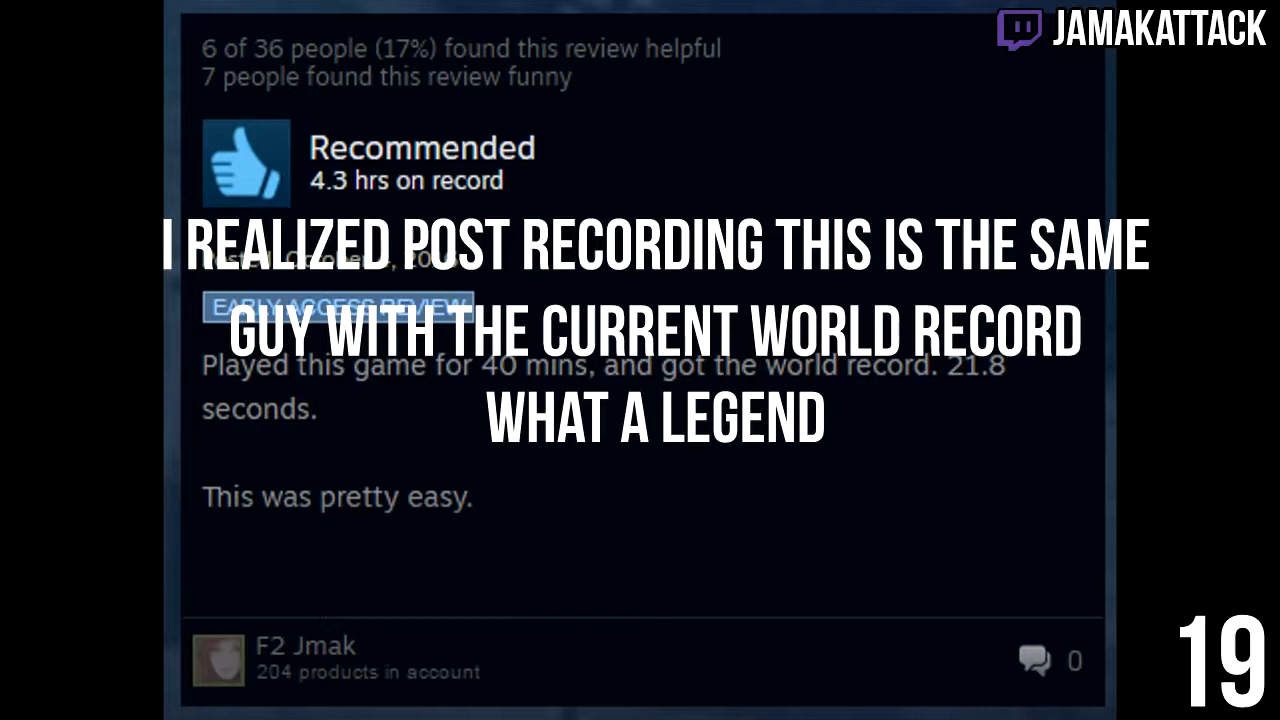 JAMAKATTACK
6 of 36 people (17%) found this review helpful
7 people found this review funny
Recommended
4.3 hrs on record
I REALIZED POST RECORDING THIS IS THE SAME
GUY WITH THE CURRENT WORLD RECORD
WHAT A LEGEND
EARLY ACCESS REVIEW
Played this game for 40 mins, and got the world record. 21.8
seconds.
This was pretty easy.
F2 Jmak
204 products in account
0
19